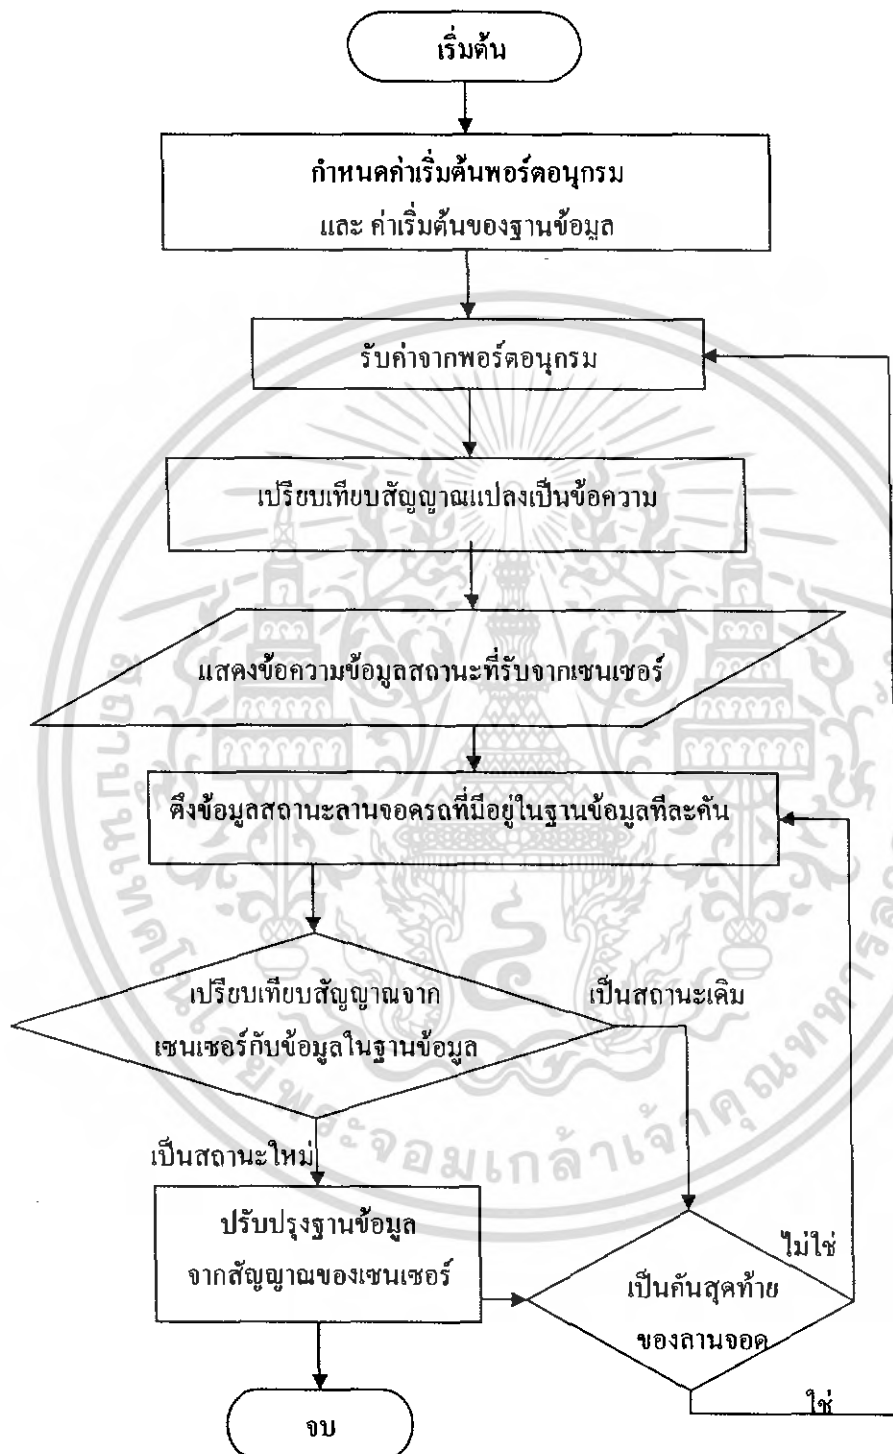 เริ่มต้น
กำหนดค่าเริ่มต้นพอร์ตอนุกรม
และ ค่าเริ่มต้นของฐานข้อมูล
รับค่าจากพอร์ตอนุกรม
เปรียบเทียบสัญญาณแปลงเป็นข้อความ
แสดงข้อความข้อมูลสถานะที่รับจากเซนเซอร์
ดึงข้อมูลสถานะลานจอดรถที่มีอยู่ในฐานข้อมูลทีละคัน
เปรียบเทียบสัญญาณจาก
เซนเซอร์กับข้อมูลในฐานข้อมูล
เป็นสถานะเดิม
เป็นสถานะใหม่
ปรับปรุงฐานข้อมูล
จากสัญญาณของเซนเซอร์
ไม่ใช่
เป็นคันสุดท้าย
ของลานจอด
ใช่
จบ